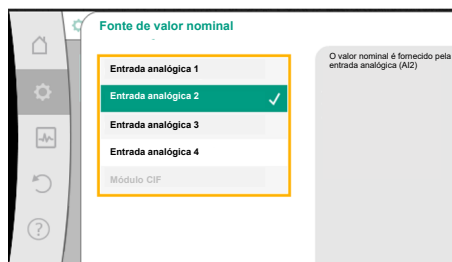 Fonte de valor nominal
Entrada analógica 1
Entrada analógica 2
Entrada analógica 3
Entrada analógica 4
Módulo CIF
O valor nominal é fornecido pela
entrada analógica (AI2)
?